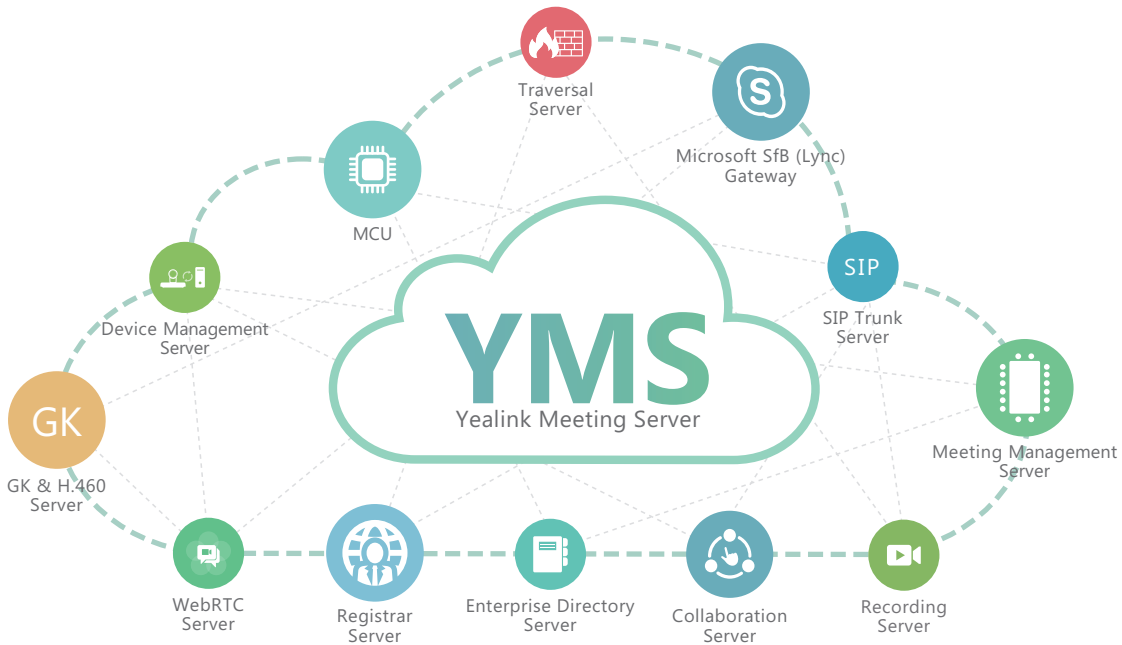 Traversal
Server
S
Microsoft SfB (Lync)
Gateway
MCU
SIP
SIP Trunk
Server
Device Management
Server
YMS
Yealink Meeting Server
GK
GK & H.460
Server
Meeting Management
Server
WebRTC
Server
Registrar
Server
Enterprise Directory
Server
Collaboration
Server
Recording
Server